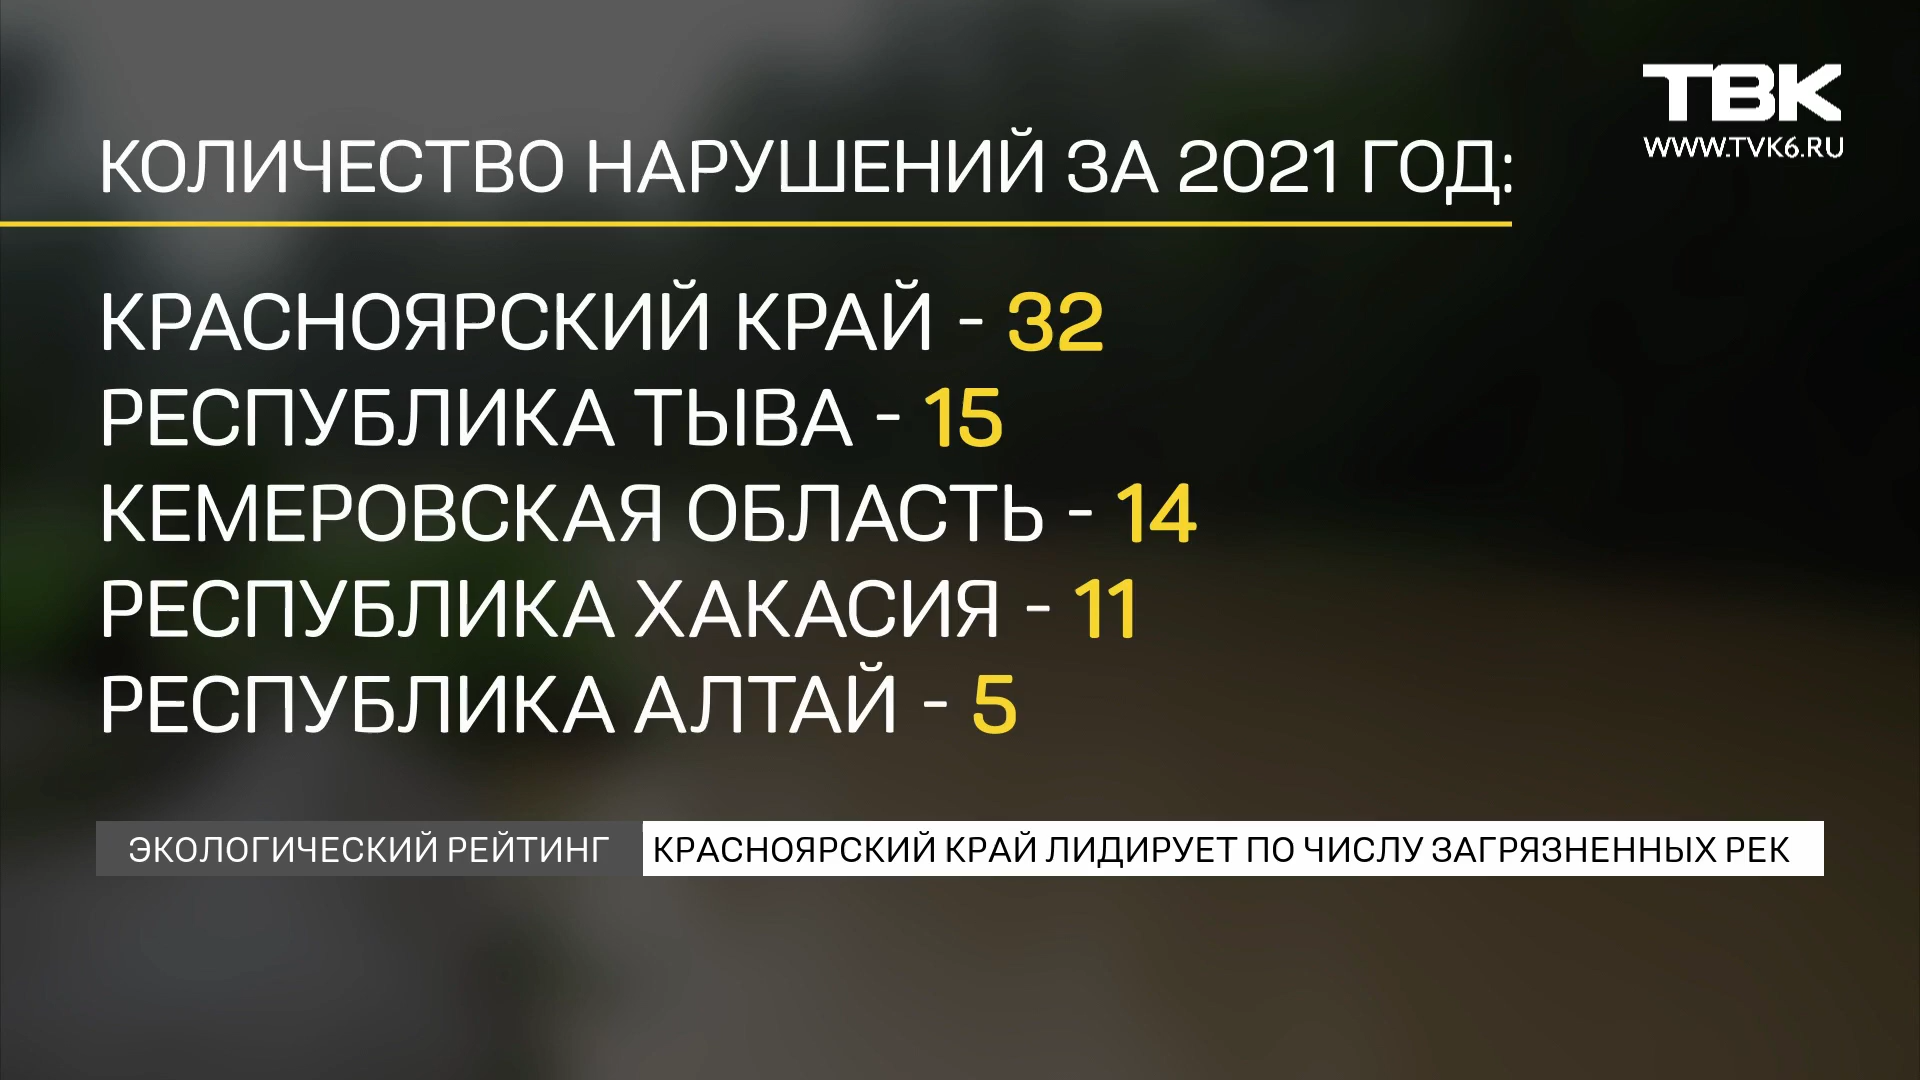 ТВК
WWW.TVK6.RU
КОЛИЧЕСТВО НАРУШЕНИЙ ЗА 2021 ГОД:
КРАСНОЯРСКИЙ КРАЙ - 32
РЕСПУБЛИКА ТЫВА - 15
КЕМЕРОВСКАЯ ОБЛАСТЬ - 14
РЕСПУБЛИКА ХАКАСИЯ - 11
РЕСПУБЛИКА АЛТАЙ - 5
ЭКОЛОГИЧЕСКИЙ РЕЙТИНГ КРАСНОЯРСКИЙ КРАЙ ЛИДИРУЕТ ПО ЧИСЛУ ЗАГРЯЗНЕННЫХ РЕК